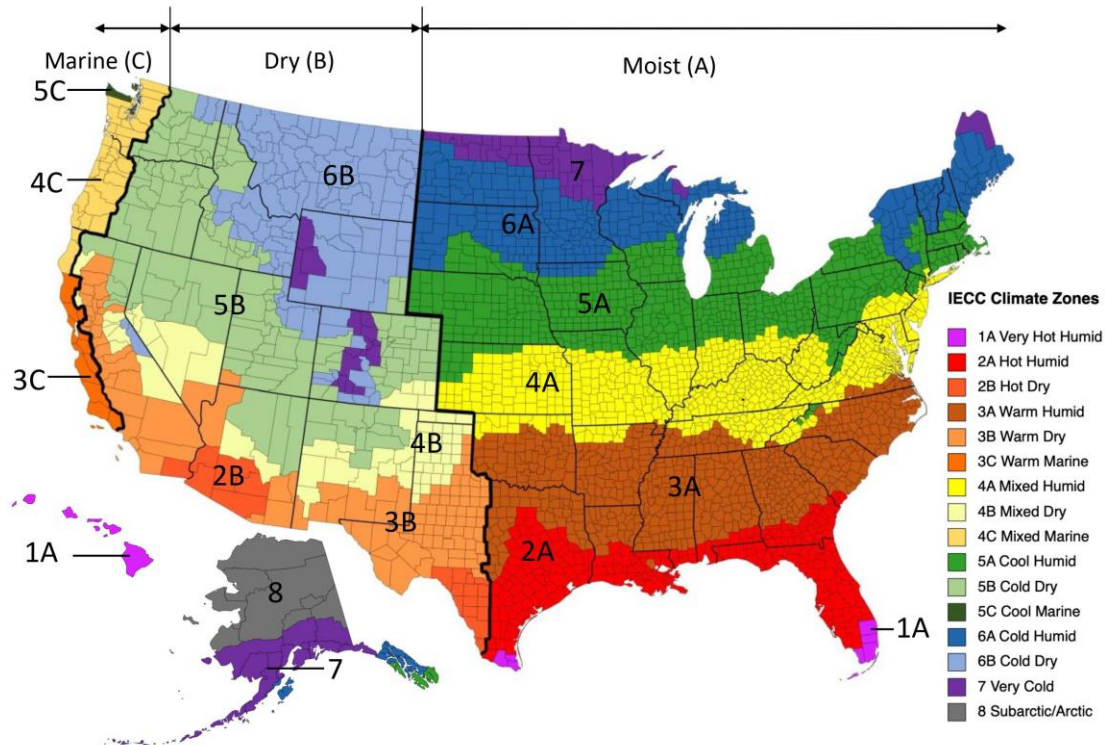 Marine (C)
Dry (B)
Moist (A)
5C
4C
3C
6B
7
6A
5B
5A
4A
4B
2B
3B
3A
2A
1A
8
7
1A
IECC Climate Zones
1A Very Hot Humid
2A Hot Humid
2B Hot Dry
3A Warm Humid
3B Warm Dry
3C Warm Marine
4A Mixed Humid
4B Mixed Dry
4C Mixed Marine
5A Cool Humid
5B Cold Dry
5C Cool Marine
6A Cold Humid
6B Cold Dry
7 Very Cold
8 Subarctic/Arctic